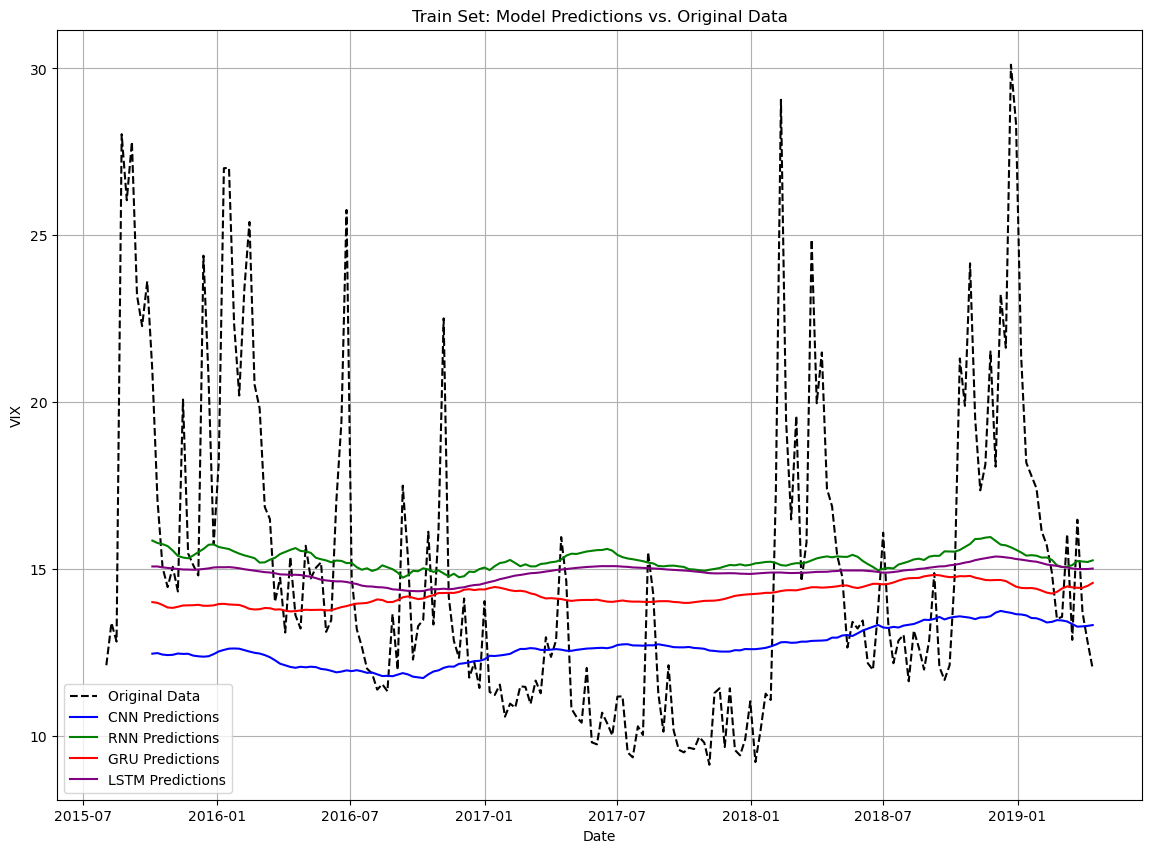 Train Set: Model Predictions vs. Original Data
30
25
20
15
10
VIX
Original Data
CNN Predictions
RNN Predictions
GRU Predictions
LSTM Predictions
2015-07 2016-01 2016-07 2017-01 2017-07 2018-01 2018-07 2019-01
Date